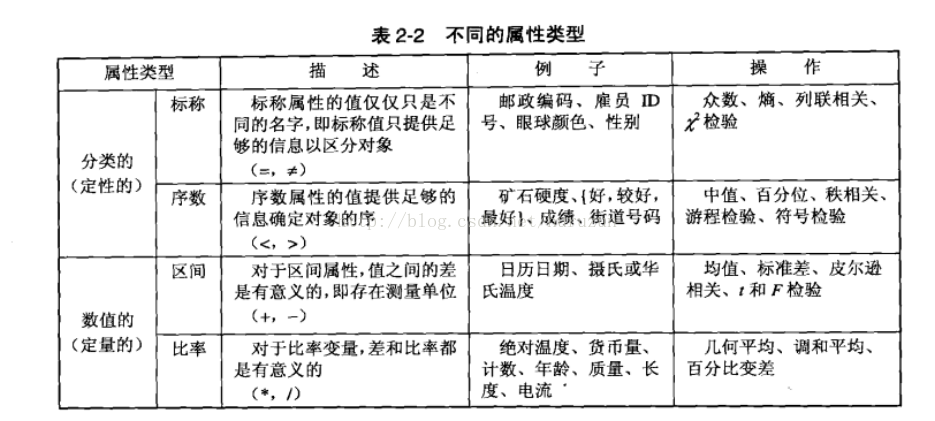 表 2-2 不同的属性类型
属性类型 描 述 例 子 操 作
分类的
(定性的)
标称
标称属性的值仅仅只是不
同的名字,即标称值只提供足
够的信息以区分对象
(=, ≠)
邮政编码、雇员 ID
号、眼球颜色、性别
众数、熵、列联相关、
χ²检验
序数
序数属性的值提供足够的
信息确定对象的序
(<, >)
矿石硬度、{好,较好,
最好}、成绩、街道号码
中值、百分位、秩相关、
游程检验、符号检验
数值的
(定量的)
区间
对于区间属性,值之间的差
是有意义的,即存在测量单位
(+, -)
日历日期、摄氏或华
氏温度
均值、标准差、皮尔逊
相关、t 和 F 检验
比率
对于比率变量,差和比率都
是有意义的
(*, /)
绝对温度、货币量、
计数、年龄、质量、长
度、电流
几何平均、调和平均、
百分比变差